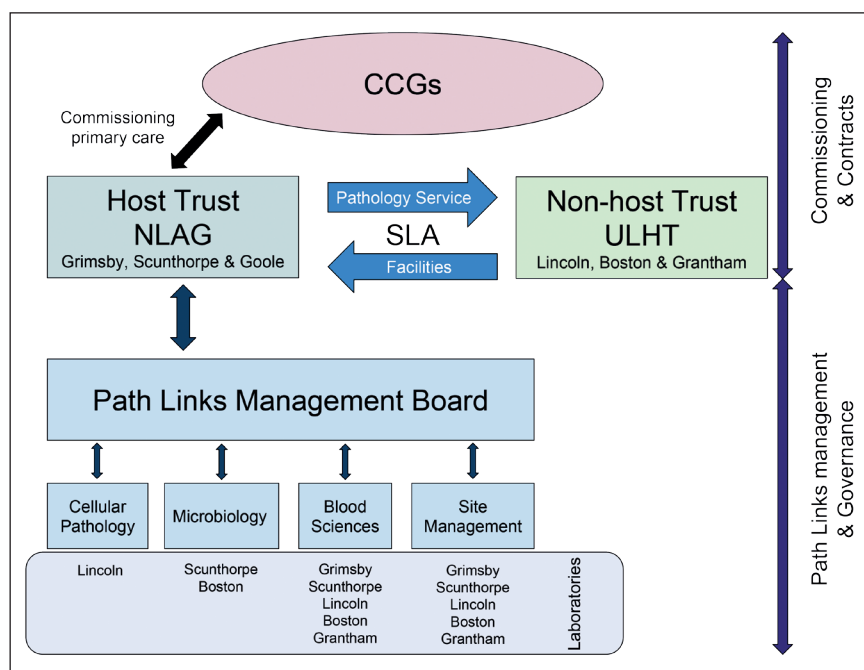 CCGs
Commissioning
primary care
Host Trust
NLAG
Grimsby, Scunthorpe & Goole
Pathology Service
SLA
Facilities
Non-host Trust
ULHT
Lincoln, Boston & Grantham
Commissioning
& Contracts
Path Links Management Board
Cellular
Pathology
Microbiology
Blood
Sciences
Site
Management
Lincoln
Scunthorpe
Boston
Grimsby
Scunthorpe
Lincoln
Boston
Grantham
Grimsby
Scunthorpe
Lincoln
Boston
Grantham
Laboratories
Path Links management
& Governance